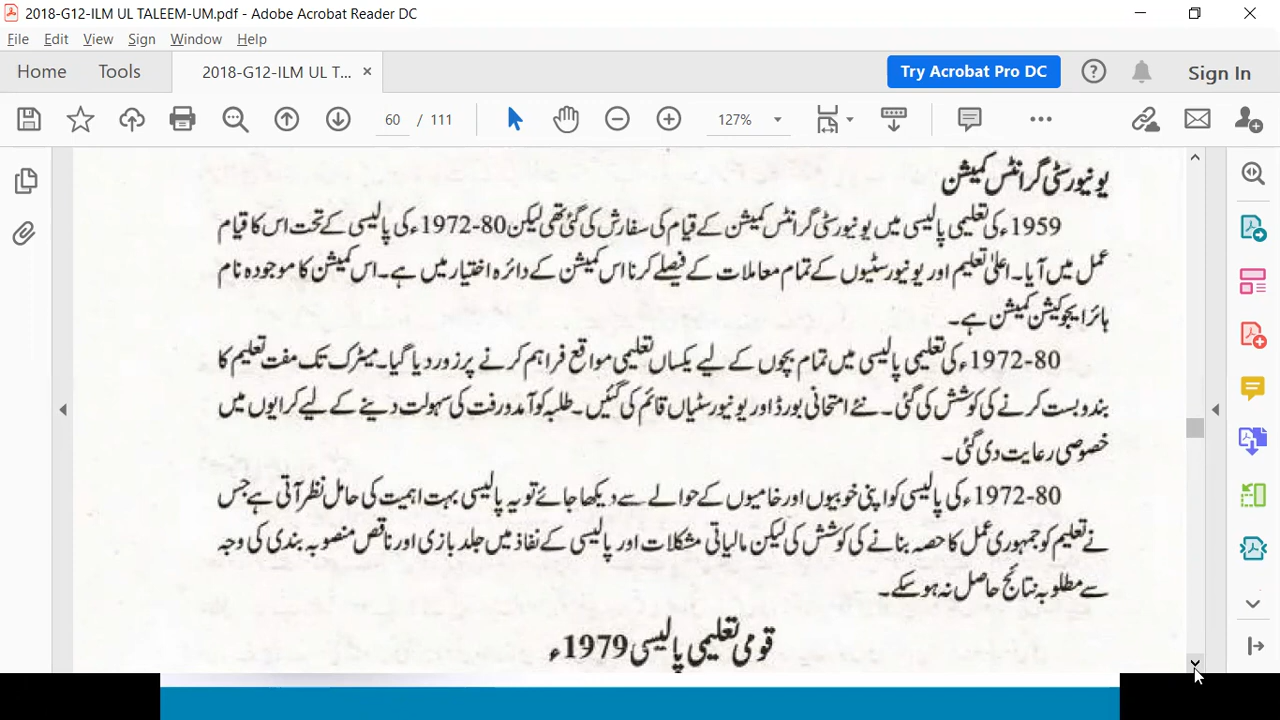 2018-G12-ILM UL TALEEM-UM.pdf - Adobe Acrobat Reader DC
File Edit View Sign Window Help
Home Tools 2018-G12-ILM UL T... × Try Acrobat Pro DC Sign In
60 / 111 127%
یونیورسٹی گرانٹس کمیشن
1959ء کی تعلیمی پالیسی میں یونیورسٹی گرانٹس کمیشن کے قیام کی سفارش کی گئی تھی لیکن 80-1972ء کی پالیسی کے تحت اس کا قیام
عمل میں آیا۔ اعلیٰ تعلیم اور یونیورسٹیوں کے تمام معاملات کے فیصلے کرنا اس کمیشن کے دائرہ اختیار میں ہے۔ اس کمیشن کا موجودہ نام
ہائر ایجوکیشن کمیشن ہے۔
80-1972ء کی تعلیمی پالیسی میں تمام بچوں کے لیے یکساں تعلیمی مواقع فراہم کرنے پر زور دیا گیا۔ میٹرک تک مفت تعلیم کا
بندوبست کرنے کی کوشش کی گئی۔ نئے امتحانی بورڈ اور یونیورسٹیاں قائم کی گئیں۔ طلبہ کو آمدورفت کی سہولت دینے کے لیے کرایوں میں
خصوصی رعایت دی گئی۔
80-1972ء کی پالیسی کو اپنی خوبیوں اور خامیوں کے حوالے سے دیکھا جائے تو یہ پالیسی بہت اہمیت کی حامل نظر آتی ہے جس
نے تعلیم کو جمہوری عمل کا حصہ بنانے کی کوشش کی لیکن مالیاتی مشکلات اور پالیسی کے نفاذ میں جلد بازی اور ناقص منصوبہ بندی کی وجہ
سے مطلوبہ نتائج حاصل نہ ہو سکے۔
قومی تعلیمی پالیسی 1979ء